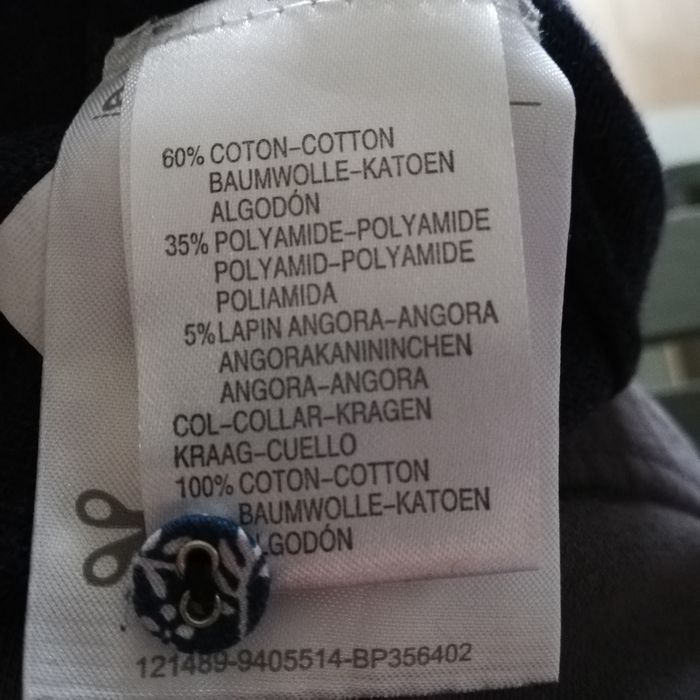 60% COTON-COTTON
BAUMWOLLE-KATOEN
ALGODÓN
35% POLYAMIDE-POLYAMIDE
POLYAMID-POLYAMIDE
POLIAMIDA
5% LAPIN ANGORA-ANGORA
ANGORAKANININCHEN
ANGORA-ANGORA
COL-COLLAR-KRAGEN
KRAAG-CUELLO
100% COTON-COTTON
BAUMWOLLE-KATOEN
LGODÓN
121489-9405514-BP356402